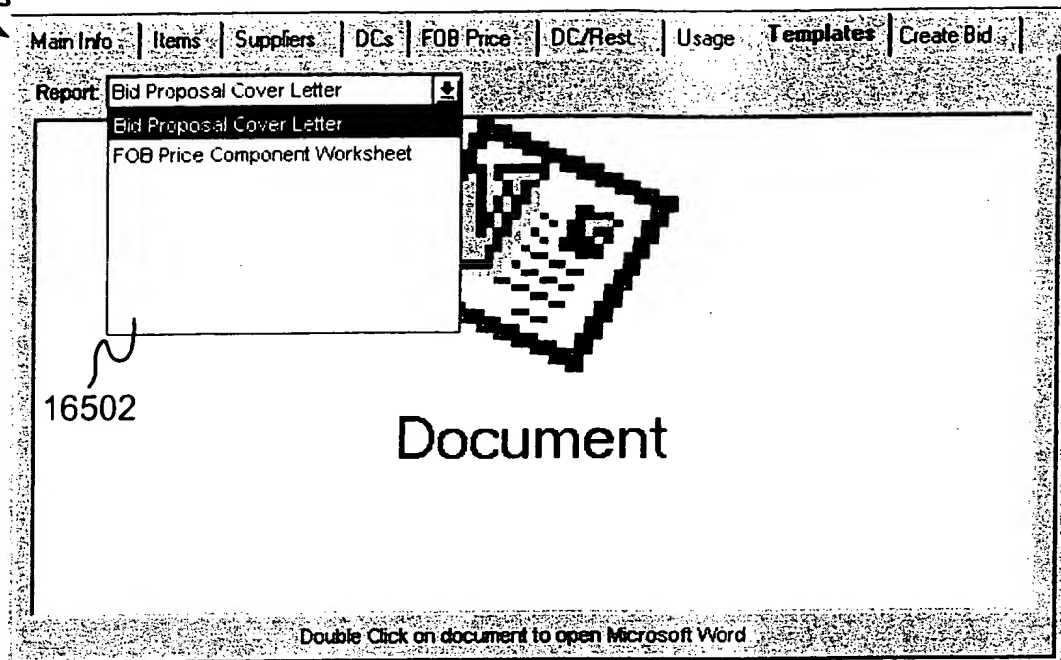 Main Info Items Suppliers DCs FOB Price DC/Rest. Usage Templates Create Bid
Report: Bid Proposal Cover Letter
Bid Proposal Cover Letter
FOB Price Component Worksheet
16502
Document
Double Click on document to open Microsoft Word